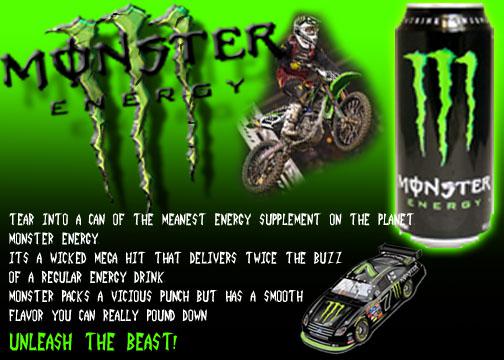 MONSTER
ENERGY
MONSTER
ENERGY
TEAR INTO A CAN OF THE MEANEST ENERGY SUPPLEMENT ON THE PLANET
MONSTER ENERGY
ITS A WICKED MEGA HIT THAT DELIVERS TWICE THE BUZZ
OF A REGULAR ENERGY DRINK
MONSTER PACKS A VICIOUS PUNCH BUT HAS A SMOOTH
FLAVOR YOU CAN REALLY POUND DOWN
UNLEASH THE BEAST!